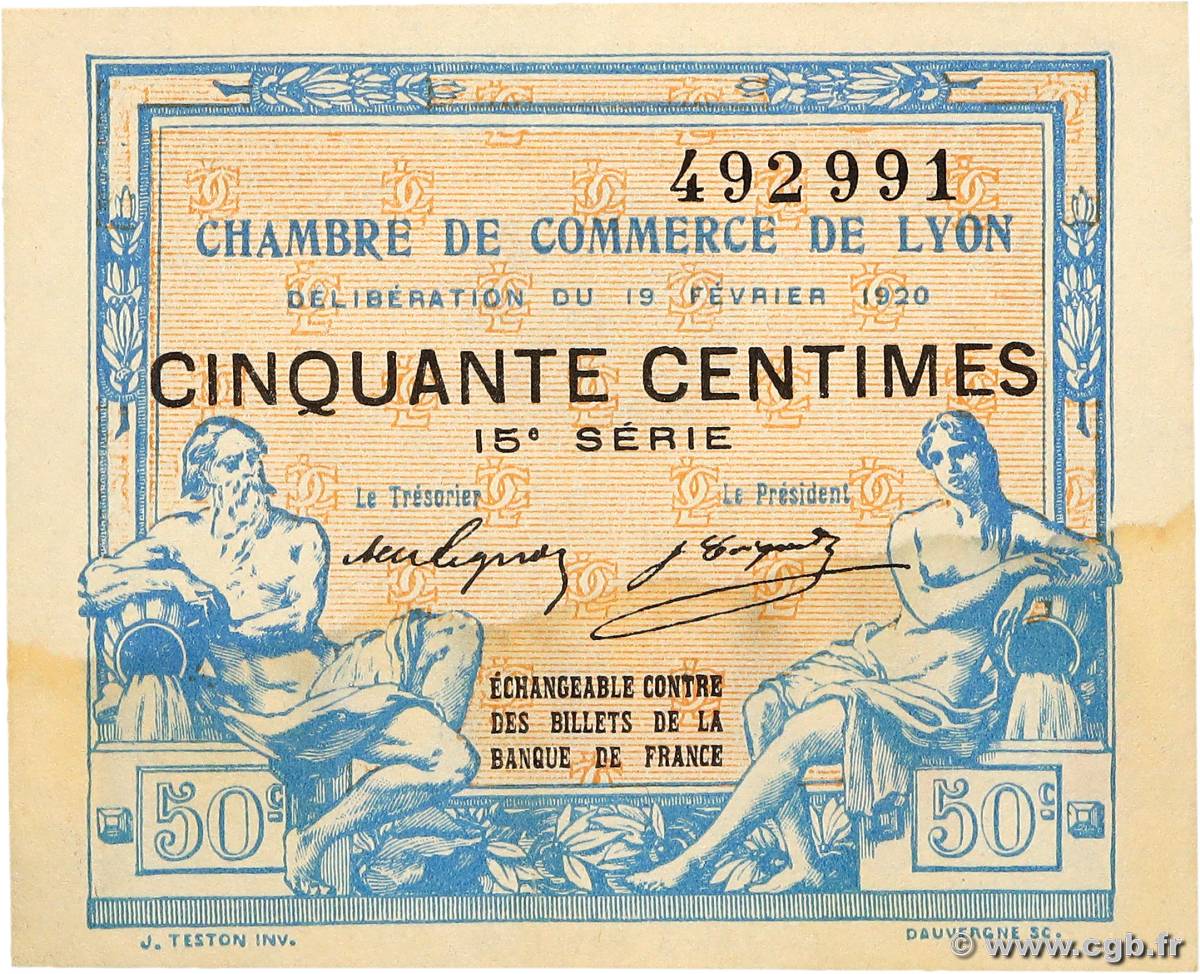 492991
CHAMBRE DE COMMERCE DE LYON
DÉLIBÉRATION DU 19 FÉVRIER 1920
CINQUANTE CENTIMES
15e SÉRIE
Le Trésorier Le Président
ÉCHANGEABLE CONTRE
DES BILLETS DE LA
BANQUE DE FRANCE
50c 50c
J. TESTON INV. DAUVERGNE SC.
© www.cgb.fr